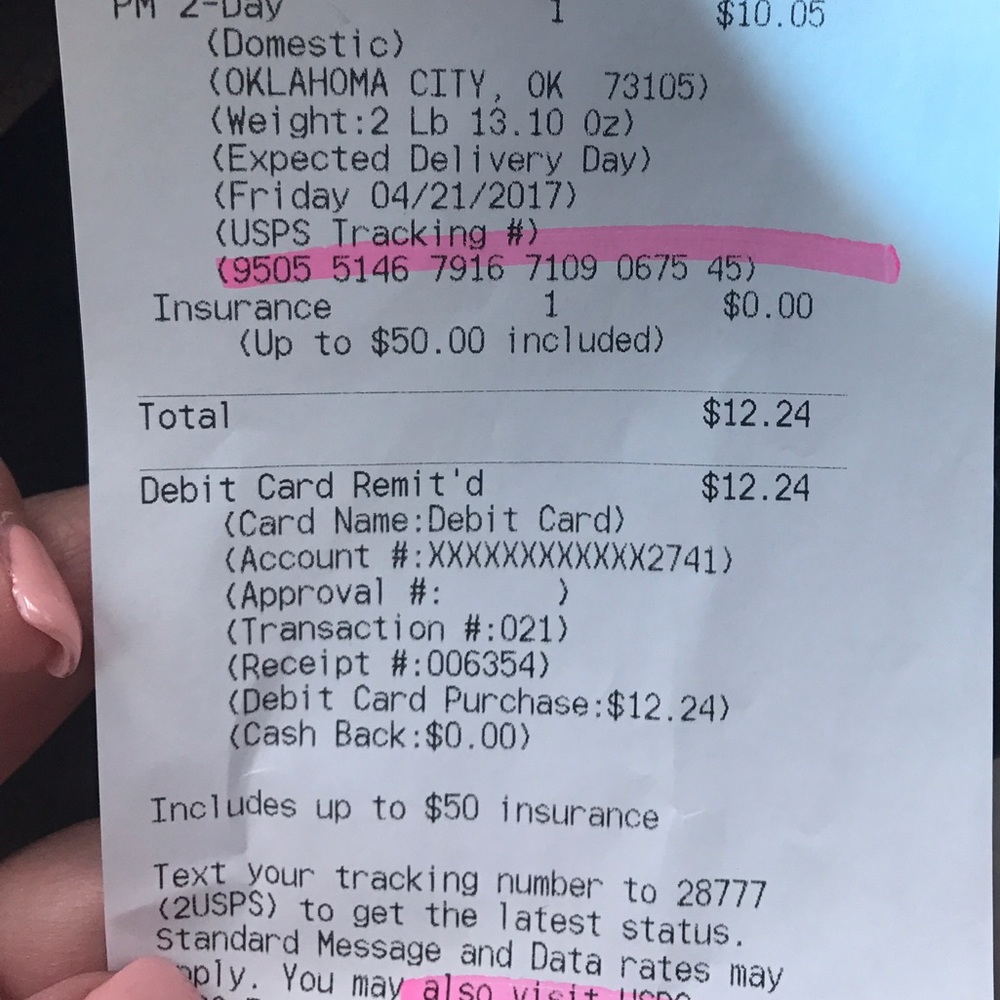 PM 2-Day 1 $10.05
(Domestic)
(OKLAHOMA CITY, OK 73105)
(Weight:2 Lb 13.10 Oz)
(Expected Delivery Day)
(Friday 04/21/2017)
(USPS Tracking #)
(9505 5146 7916 7109 0675 45)
Insurance 1 $0.00
(Up to $50.00 included)
Total $12.24
Debit Card Remit'd $12.24
(Card Name:Debit Card)
(Account #:XXXXXXXXXXXX2741)
(Approval #: )
(Transaction #:021)
(Receipt #:006354)
(Debit Card Purchase:$12.24)
(Cash Back:$0.00)
Includes up to $50 insurance
Text your tracking number to 28777
(2USPS) to get the latest status.
Standard Message and Data rates may
apply. You may also visit